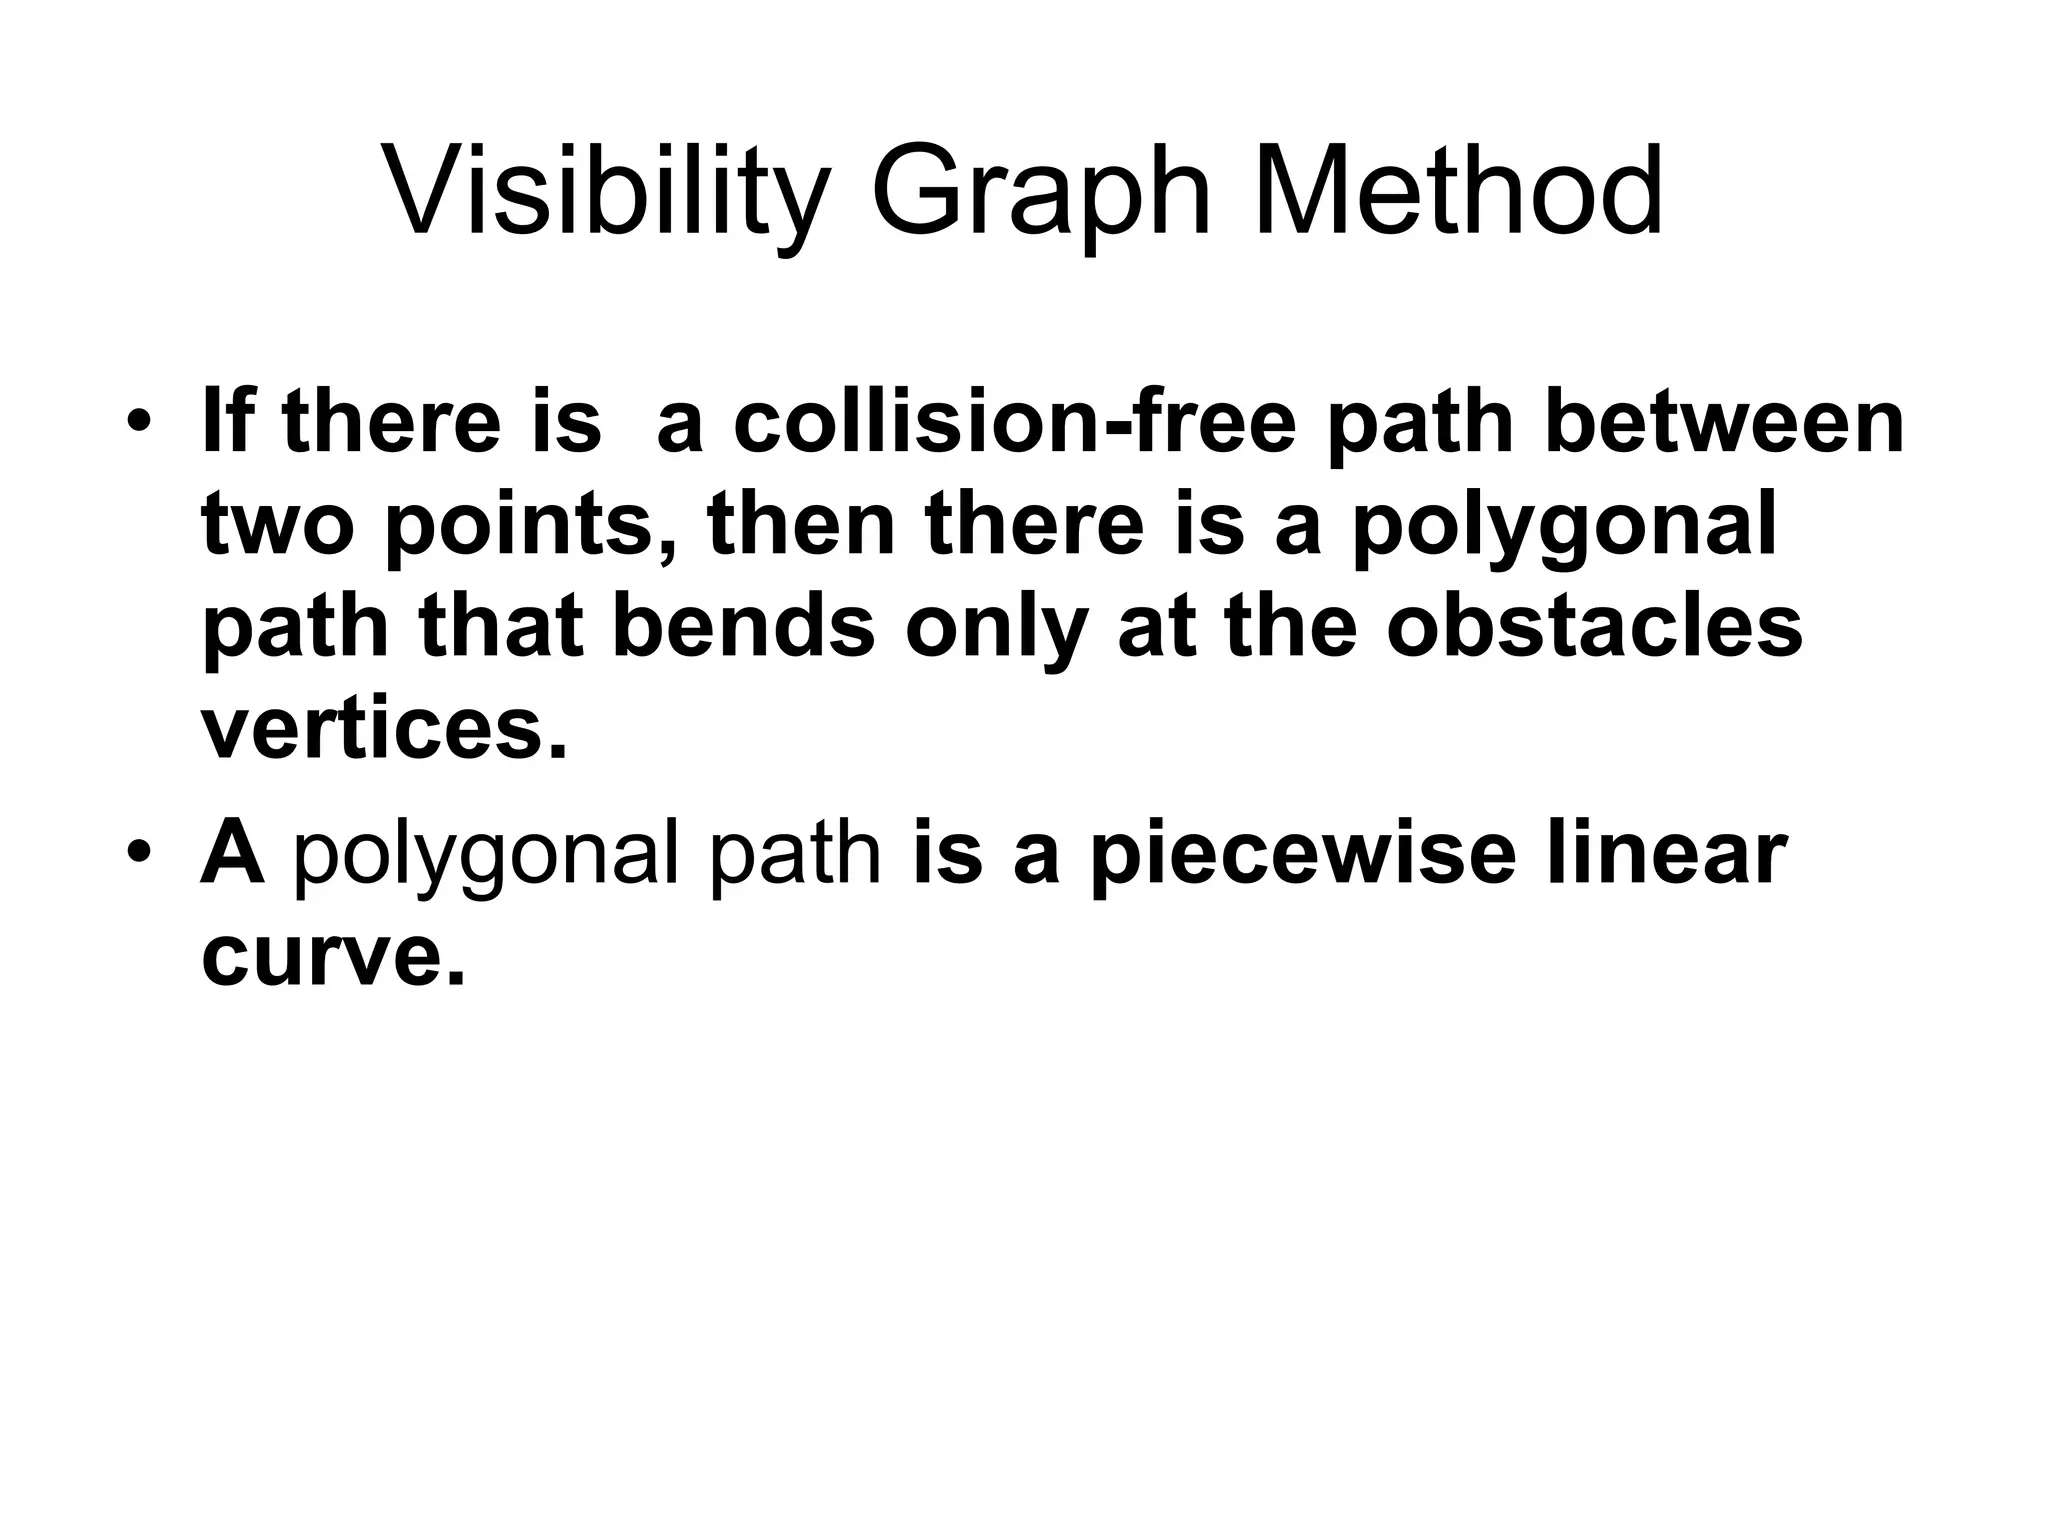 Visibility Graph Method
• If there is  a collision-free path between
two points, then there is a polygonal
path that bends only at the obstacles
vertices.
• A polygonal path is a piecewise linear
curve.